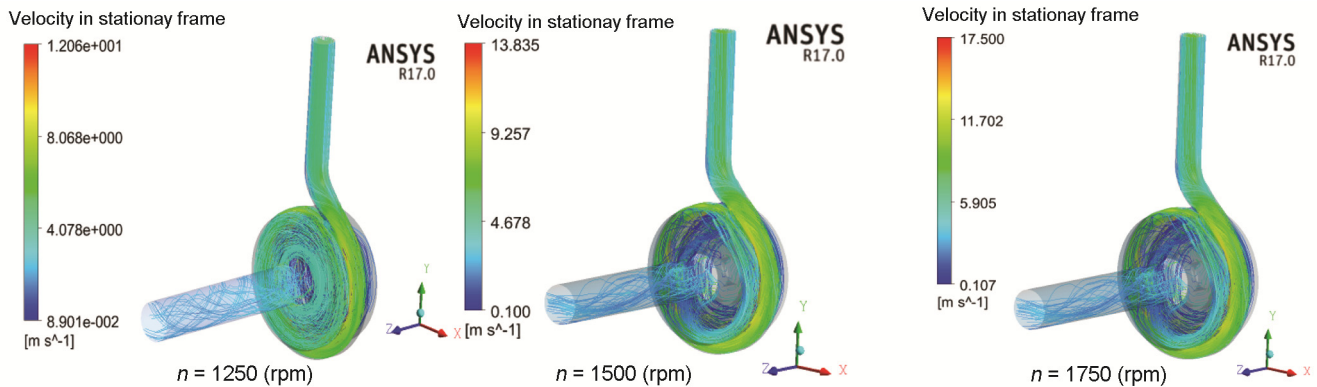 Velocity in stationay frame
1.206e+001
8.068e+000
4.078e+000
8.901e-002
[m s^-1]
ANSYS
R17.0
Y
Z
X
n = 1250 (rpm)
Velocity in stationay frame
13.835
9.257
4.678
0.100
[m s^-1]
ANSYS
R17.0
Y
Z
X
n = 1500 (rpm)
Velocity in stationay frame
17.500
11.702
5.905
0.107
[m s^-1]
ANSYS
R17.0
Y
Z
X
n = 1750 (rpm)